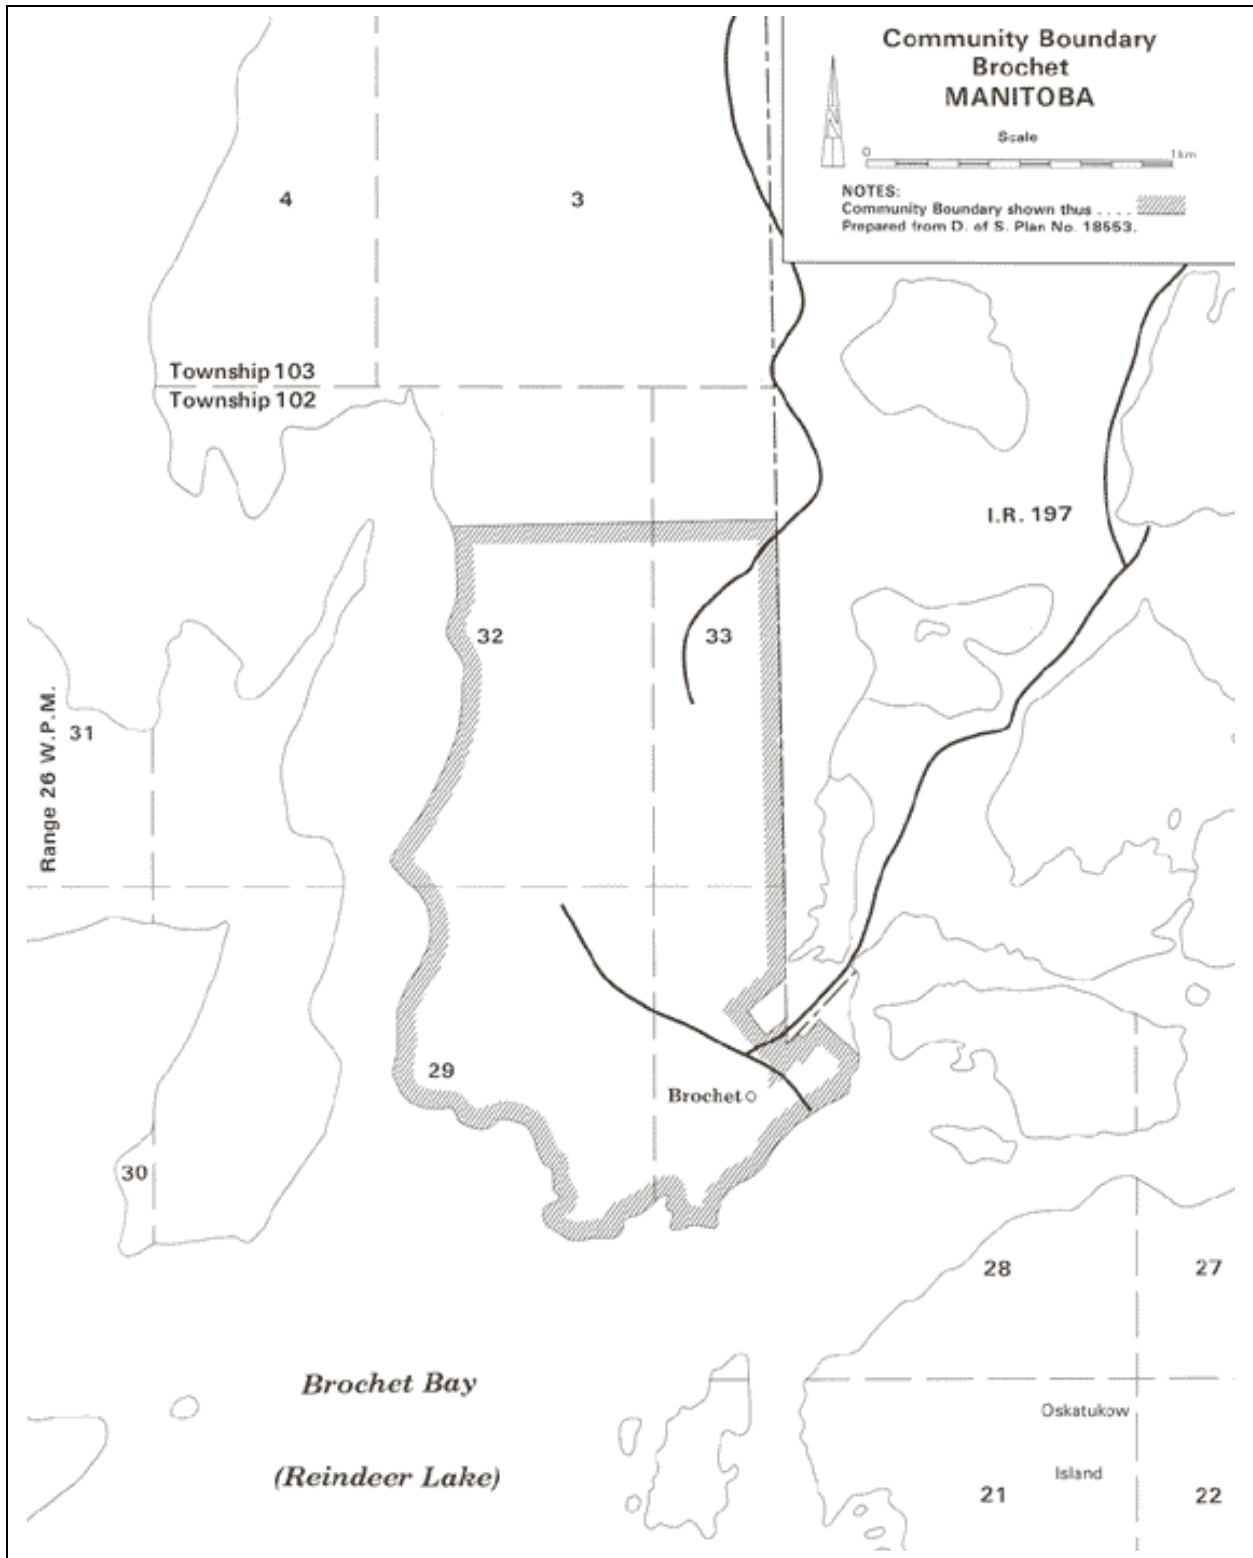 Community Boundary
Brochet
MANITOBA
Scale
0 1 km
NOTES:
Community Boundary shown thus ....
Prepared from D. of S. Plan No. 18553.
4
3
Township 103
Township 102
I.R. 197
32
33
31
Range 26 W.P.M.
29
Brochet
30
28
27
Brochet Bay
(Reindeer Lake)
Oskatukow
Island
21
22